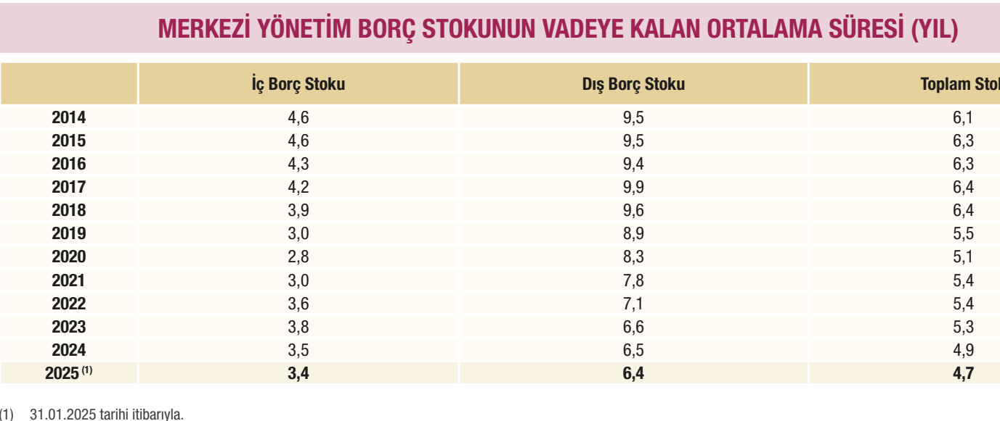 MERKEZİ YÖNETİM BORÇ STOKUNUN VADEYE KALAN ORTALAMA SÜRESİ (YIL)
İç Borç Stoku Dış Borç Stoku Toplam
2014 4,6 9,5 6,1
2015 4,6 9,5 6,3
2016 4,3 9,4 6,3
2017 4,2 9,9 6,4
2018 3,9 9,6 6,4
2019 3,0 8,9 5,5
2020 2,8 8,3 5,1
2021 3,0 7,8 5,4
2022 3,6 7,1 5,4
2023 3,8 6,6 5,3
2024 3,5 6,5 4,9
2025 (1) 3,4 6,4 4,7
(1) 31.01.2025 tarihi itibarıyla.